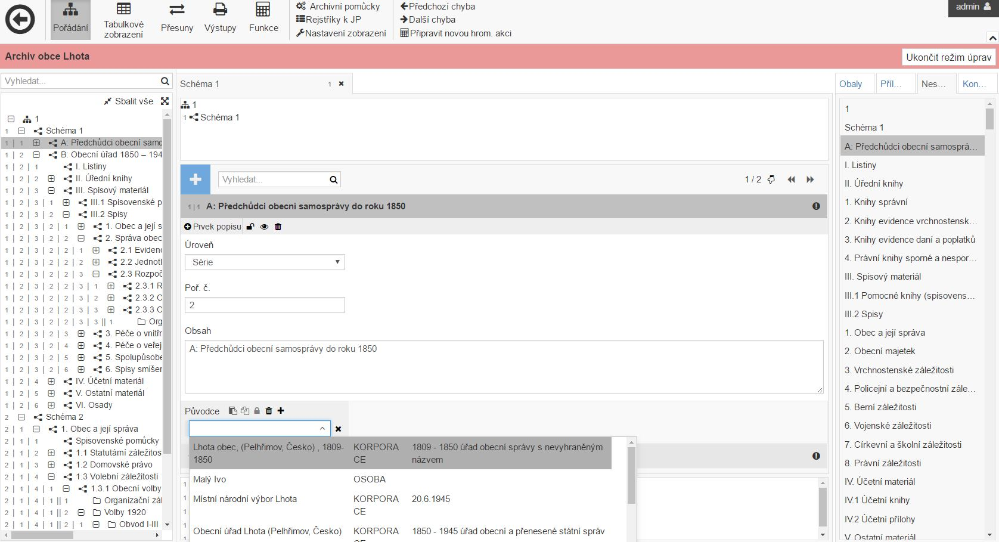 Pořádání
Tabulkové
zobrazení
Přesuny
Výstupy
Funkce
Archivní pomůcky
Rejstříky k JP
Nastavení zobrazení
Předchozí chyba
Další chyba
Připravit novou hrom. akci
admin
Archiv obce Lhota
Ukončit režim úprav
Vyhledat...
Sbalit vše
1
1 Schéma 1
1 | 1 A: Předchůdci obecní samo
1 | 2 B: Obecní úřad 1850 – 194
1 | 2 | 1 I. Listiny
1 | 2 | 2 II. Úřední knihy
1 | 2 | 3 III. Spisový materiál
1 | 2 | 3 | 1 III.1 Spisovenské p
1 | 2 | 3 | 2 III.2 Spisy
1 | 2 | 3 | 2 | 1 1. Obec a její s
1 | 2 | 3 | 2 | 2 2. Správa obec
1 | 2 | 3 | 2 | 2 | 1 2.1 Evidenc
1 | 2 | 3 | 2 | 2 | 2 2.2 Jednotl
1 | 2 | 3 | 2 | 2 | 3 2.3 Rozpoč
1 | 2 | 3 | 2 | 2 | 3 | 1 2.3.1 R
1 | 2 | 3 | 2 | 2 | 3 | 2 2.3.2 O
1 | 2 | 3 | 2 | 2 | 3 | 3 2.3.3 O
1 | 2 | 3 | 2 | 2 | 3 | 3 || 1 Org
1 | 2 | 3 | 2 | 3 3. Péče o vnitř
1 | 2 | 3 | 2 | 4 4. Péče o veřej
1 | 2 | 3 | 2 | 5 5. Spolupůsobe
1 | 2 | 3 | 2 | 6 6. Spisy smíšer
1 | 2 | 4 IV. Účetní materiál
1 | 2 | 5 V. Ostatní materiál
1 | 2 | 6 VI. Osady
2 Schéma 2
2 | 1 1. Obec a její správa
2 | 1 | 1 Spisovenské pomůcky
2 | 1 | 2 1.1 Statutární záležitos
2 | 1 | 3 1.2 Domovské právo
2 | 1 | 4 1.3 Volební záležitosti
2 | 1 | 4 | 1 1.3.1 Obecní volby
2 | 1 | 4 | 1 || 1 Organizační zál
2 | 1 | 4 | 1 || 2 Volby 1920
2 | 1 | 4 | 1 || 2 | 1 Obvod I-III
Schéma 1 1
1
1 Schéma 1
Vyhledat...
1 / 2
1 | 1 A: Předchůdci obecní samosprávy do roku 1850
Prvek popisu
Úroveň
Série
Poř. č.
2
Obsah
A: Předchůdci obecní samosprávy do roku 1850
Původce
Lhota obec, (Pelhřimov, Česko) , 1809-
1850
KORPORA
CE
1809 - 1850 úřad obecní správy s nevyhraněným
názvem
Malý Ivo OSOBA
Místní národní výbor Lhota KORPORA
CE
20.6.1945
Obecní úřad Lhota (Pelhřimov, Česko) KORPORA
CE
1850 - 1945 úřad obecní a přenesené státní správ
1
1
1
1
1
Obaly
Příl...
Nes...
Kon...
1
Schéma 1
A: Předchůdci obecní samosprá...
I. Listiny
II. Úřední knihy
1. Knihy správní
2. Knihy evidence vrchnostensk...
3. Knihy evidence daní a poplatků
4. Právní knihy sporné a nespor...
III. Spisový materiál
III.1 Pomocné knihy (spisovens...
III.2 Spisy
1. Obec a její správa
2. Obecní majetek
3. Vrchnostenské záležitosti
4. Policejní a bezpečnostní zále...
5. Berní záležitosti
6. Vojenské záležitosti
7. Církevní a školní záležitosti
8. Právní záležitosti
IV. Účetní materiál
IV.1 Účetní knihy
IV.2 Účetní přílohy
V. Ostatní materiál